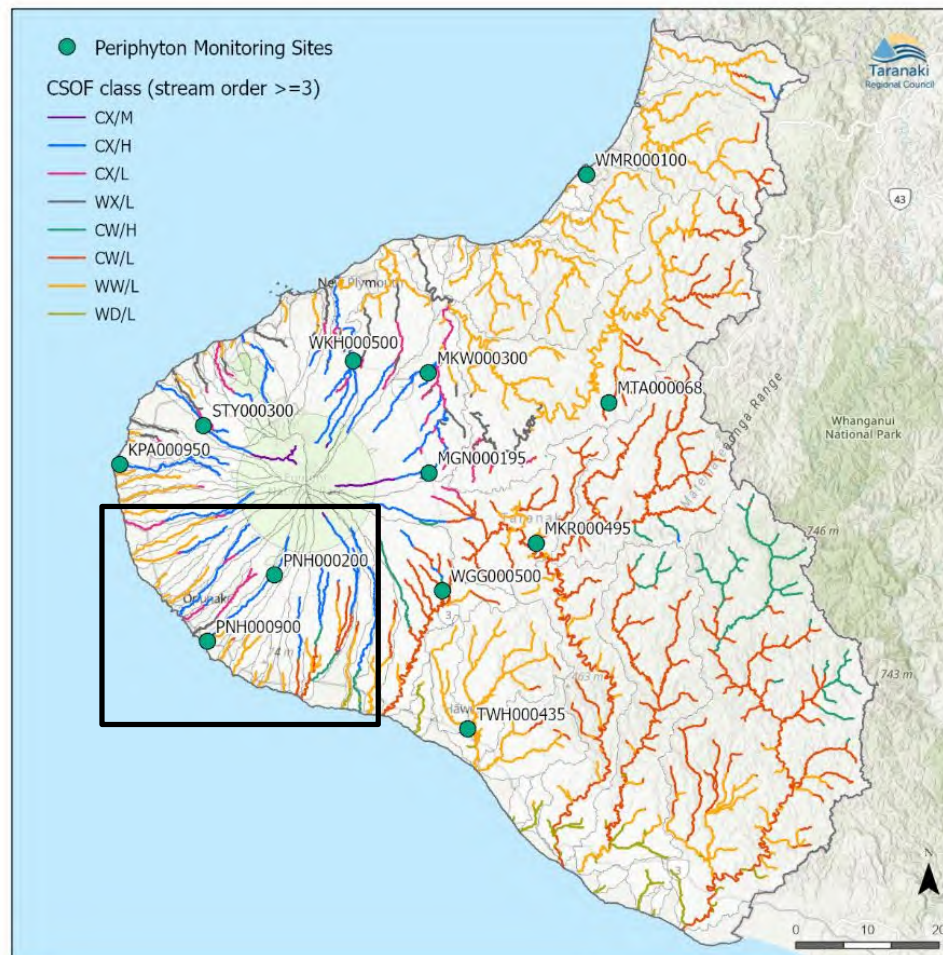 Periphyton Monitoring Sites
CSOF class (stream order >=3)
CX/M
CX/H
CX/L
WX/L
CW/H
CW/L
WW/L
WD/L
Taranaki
Regional Council
WMR000100
43
New Plymouth
WKH000500
MKW000300
MTA000068
STY000300
KPA000950
MGN000195
Whanganui
National Park
746 m
MKR000495
PNH000200
WGG000500
3
PNH000900
743 m
TWH000435
3
N
0 10 20